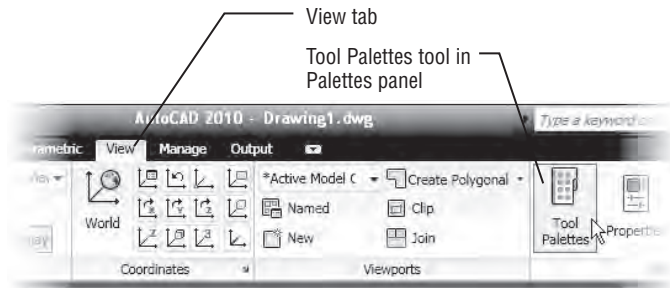 View tab
Tool Palettes tool in
Palettes panel
AutoCAD 2010 - Drawing1.dwg
Type a keyword
View Manage Output
*Active Model Create Polygonal
World
Named Clip
New Join
Tool
Palettes
Coordinates Viewports